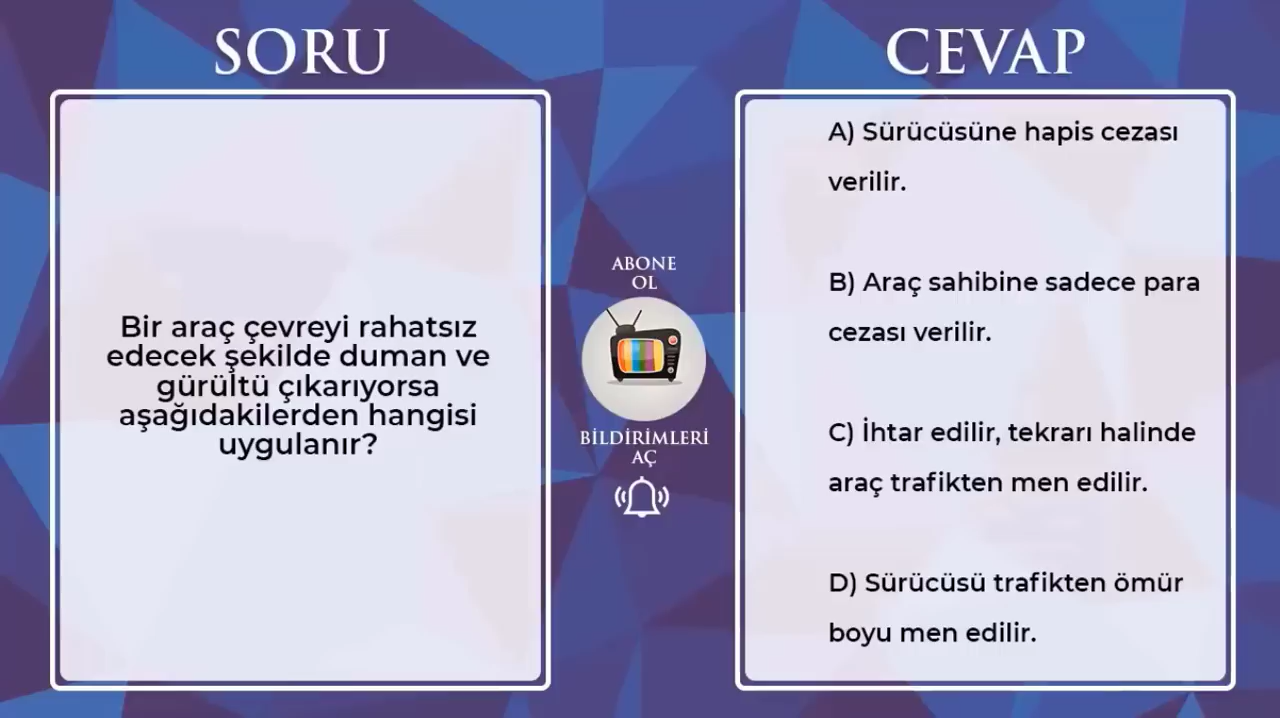 SORU
Bir araç çevreyi rahatsız
edecek şekilde duman ve
gürültü çıkarıyorsa
aşağıdakilerden hangisi
uygulanır?
ABONE
OL
BİLDİRİMLERİ
AÇ
CEVAP
A) Sürücüsüne hapis cezası
verilir.
B) Araç sahibine sadece para
cezası verilir.
C) İhtar edilir, tekrarı halinde
araç trafikten men edilir.
D) Sürücüsü trafikten ömür
boyu men edilir.